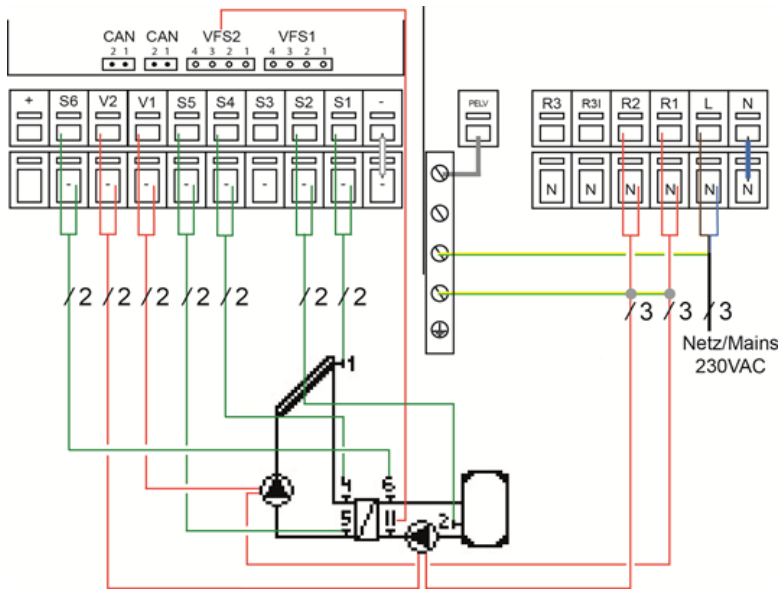 CAN CAN VFS2 VFS1
2 1 2 1 4 3 2 1 4 3 2 1
+ S6 V2 V1 S5 S4 S3 S2 S1 - PELV R3 R3I R2 R1 L N
- - - - - - - - - N N N N N N
/2 /2 /2 /2 /2 /2 /2 /3 /3 /3
Netz/Mains
230VAC
1
4 6
5 11 2